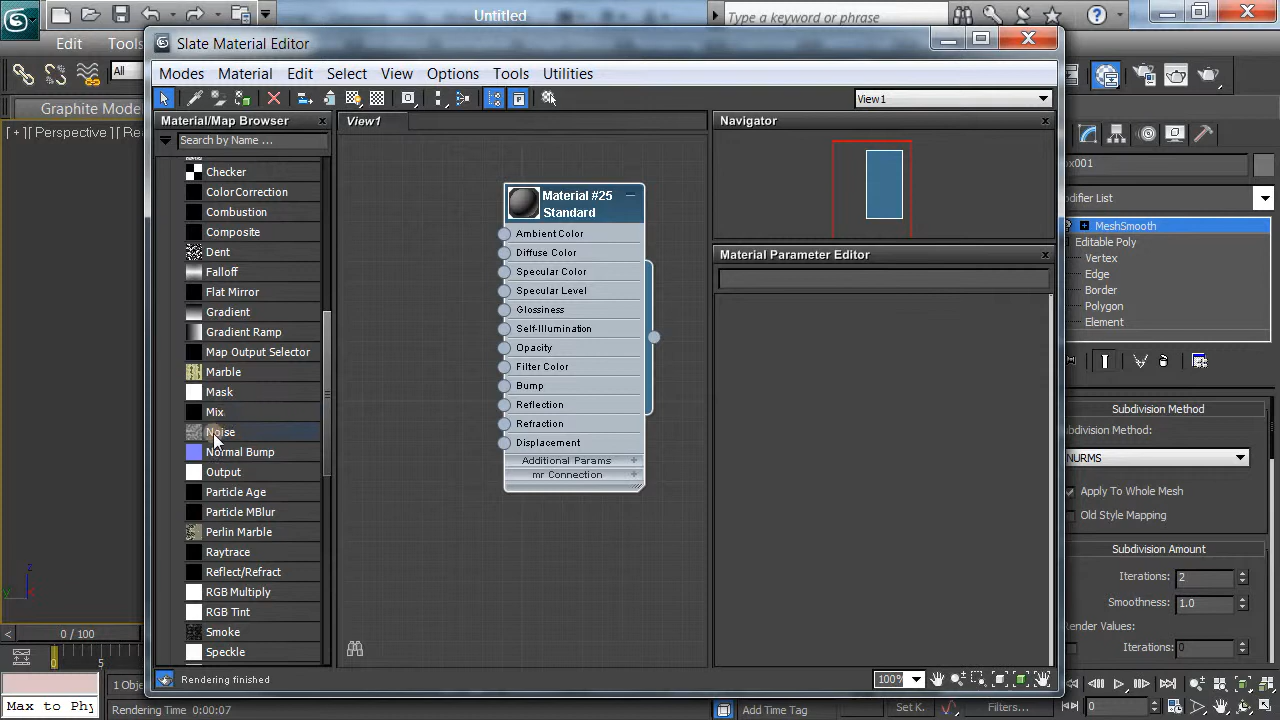 Untitled
Type a keyword or phrase
Edit
Tools
All
Graphite Mode
[ + ][ Perspective ] [ Re
Slate Material Editor
Modes Material Edit Select View Options Tools Utilities
View1
Material/Map Browser
Search by Name ...
Checker
ColorCorrection
Combustion
Composite
Dent
Falloff
Flat Mirror
Gradient
Gradient Ramp
Map Output Selector
Marble
Mask
Mix
Noise
Normal Bump
Output
Particle Age
Particle MBlur
Perlin Marble
Raytrace
Reflect/Refract
RGB Multiply
RGB Tint
Smoke
Speckle
View1
Material #25
Standard
Ambient Color
Diffuse Color
Specular Color
Specular Level
Glossiness
Self-Illumination
Opacity
Filter Color
Bump
Reflection
Refraction
Displacement
Additional Params
mr Connection
Navigator
Material Parameter Editor
Rendering finished
100%
ox001
odifier List
MeshSmooth
Editable Poly
Vertex
Edge
Border
Polygon
Element
Subdivision Method
Subdivision Method:
NURMS
Apply To Whole Mesh
Old Style Mapping
Subdivision Amount
Iterations: 2
Smoothness: 1.0
Render Values:
Iterations: 0
0 / 100
0 5
1 Obje
Max to Phy
Rendering Time 0:00:07
Add Time Tag
Set K.
Filters...
0
z
y
x